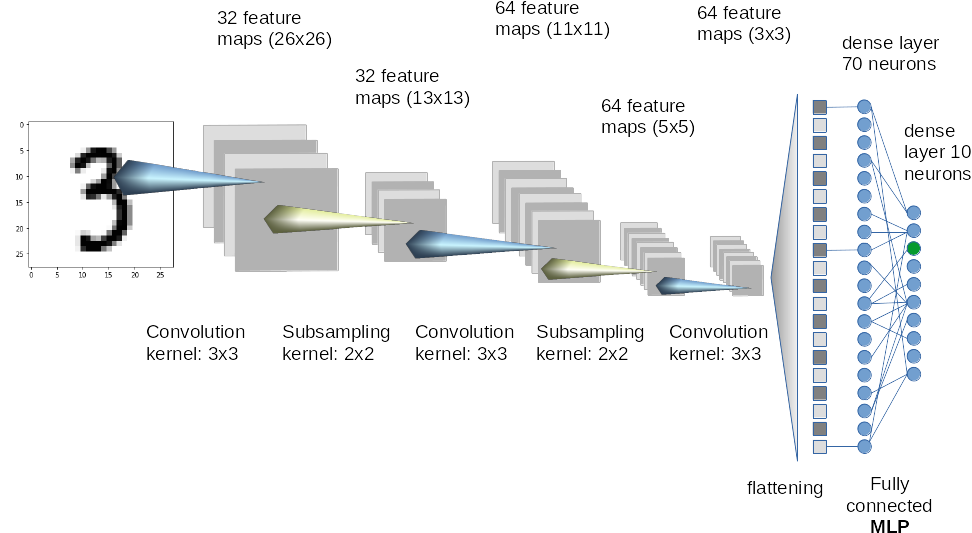 32 feature
maps (26x26)
32 feature
maps (13x13)
64 feature
maps (11x11)
64 feature
maps (5x5)
64 feature
maps (3x3)
dense layer
70 neurons
dense
layer 10
neurons
0
5
10
15
20
25
0
5
10
15
20
25
3
Convolution
kernel: 3x3
Subsampling
kernel: 2x2
Convolution
kernel: 3x3
Subsampling
kernel: 2x2
Convolution
kernel: 3x3
flattening
Fully
connected
MLP